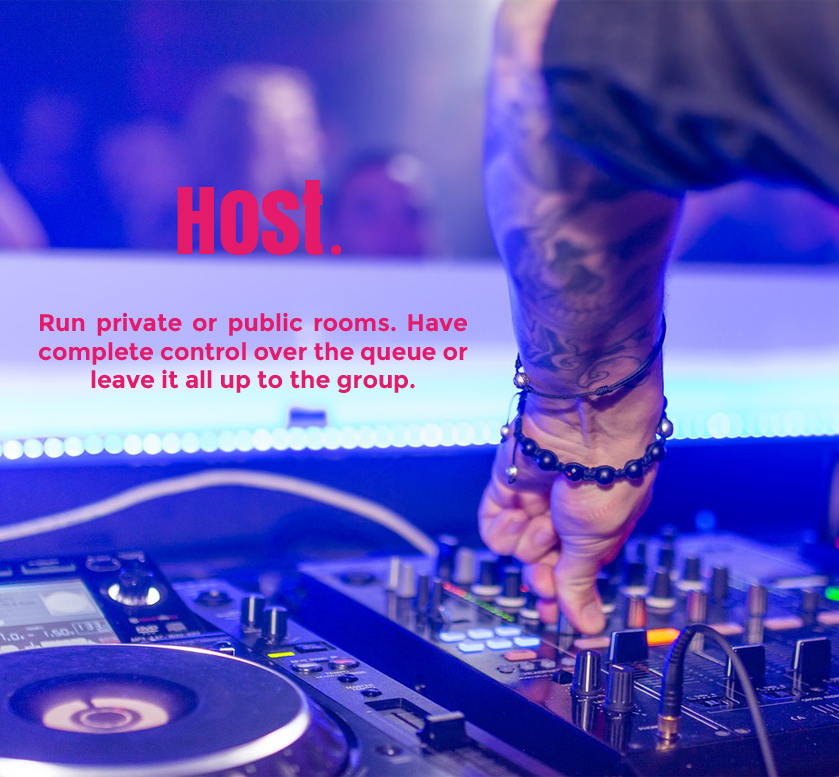 Host.
Run private or public rooms. Have
complete control over the queue or
leave it all up to the group.